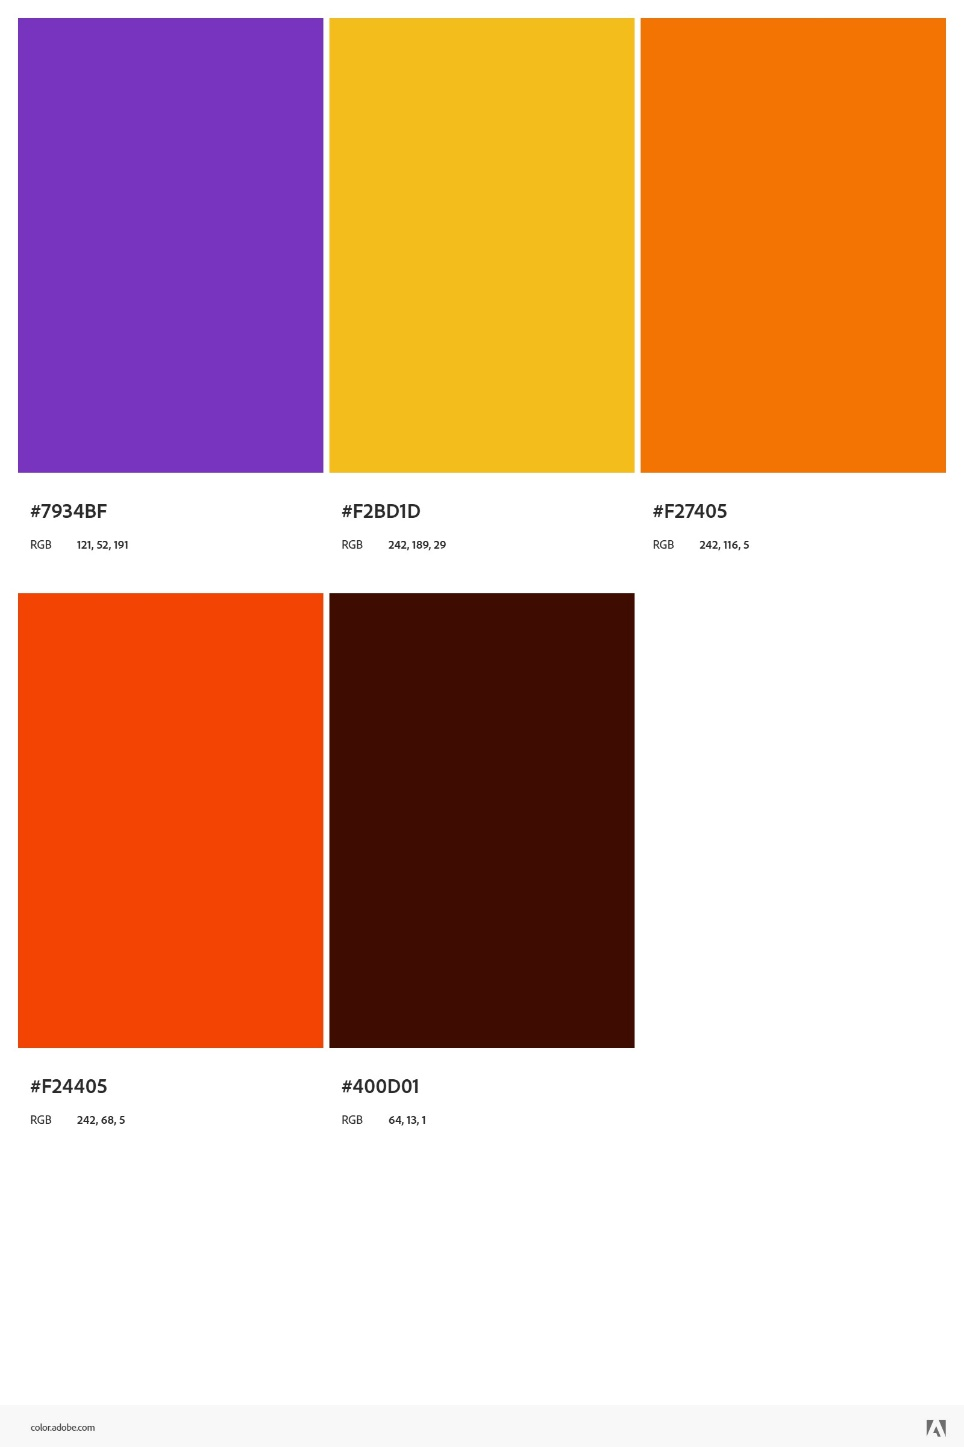 #7934BF
#F2BD1D
#F27405
RGB 121, 52, 191
RGB 242, 189, 29
RGB 242, 116, 5
#F24405
#400D01
RGB 242, 68, 5
RGB 64, 13, 1
color.adobe.com